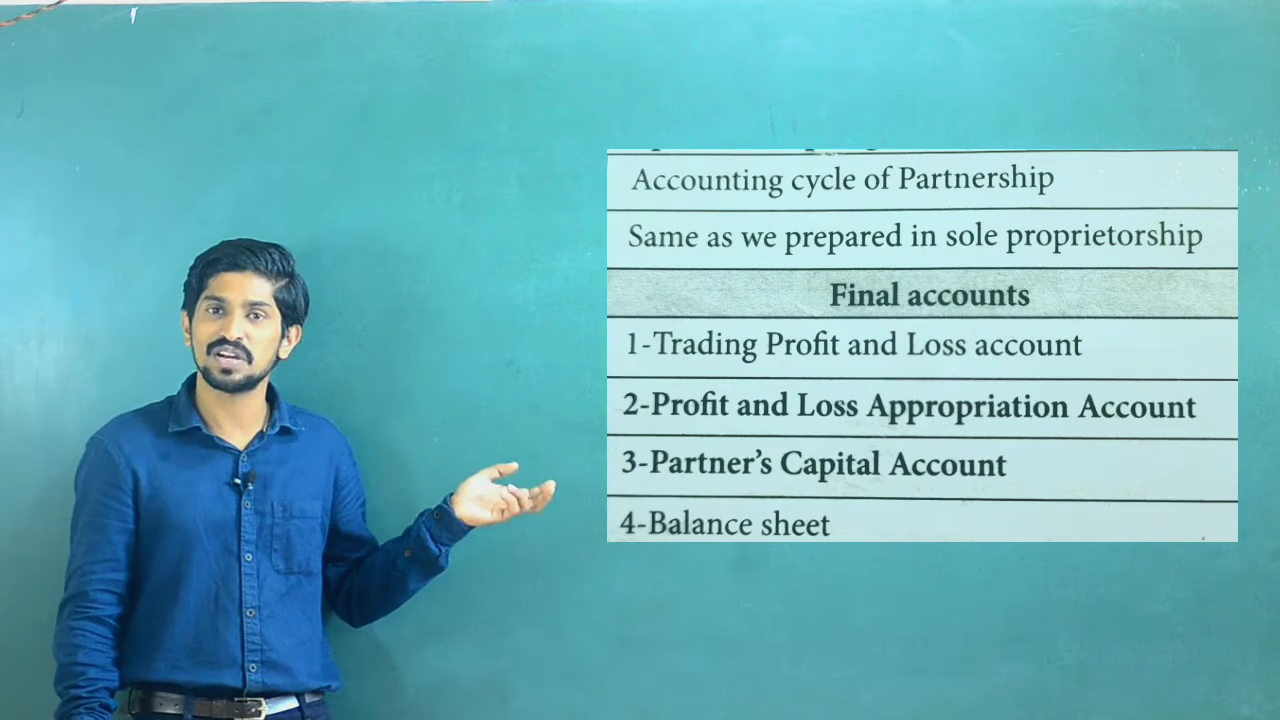 Accounting cycle of Partnership
Same as we prepared in sole proprietorship
Final accounts
1-Trading Profit and Loss account
2-Profit and Loss Appropriation Account
3-Partner's Capital Account
4-Balance sheet